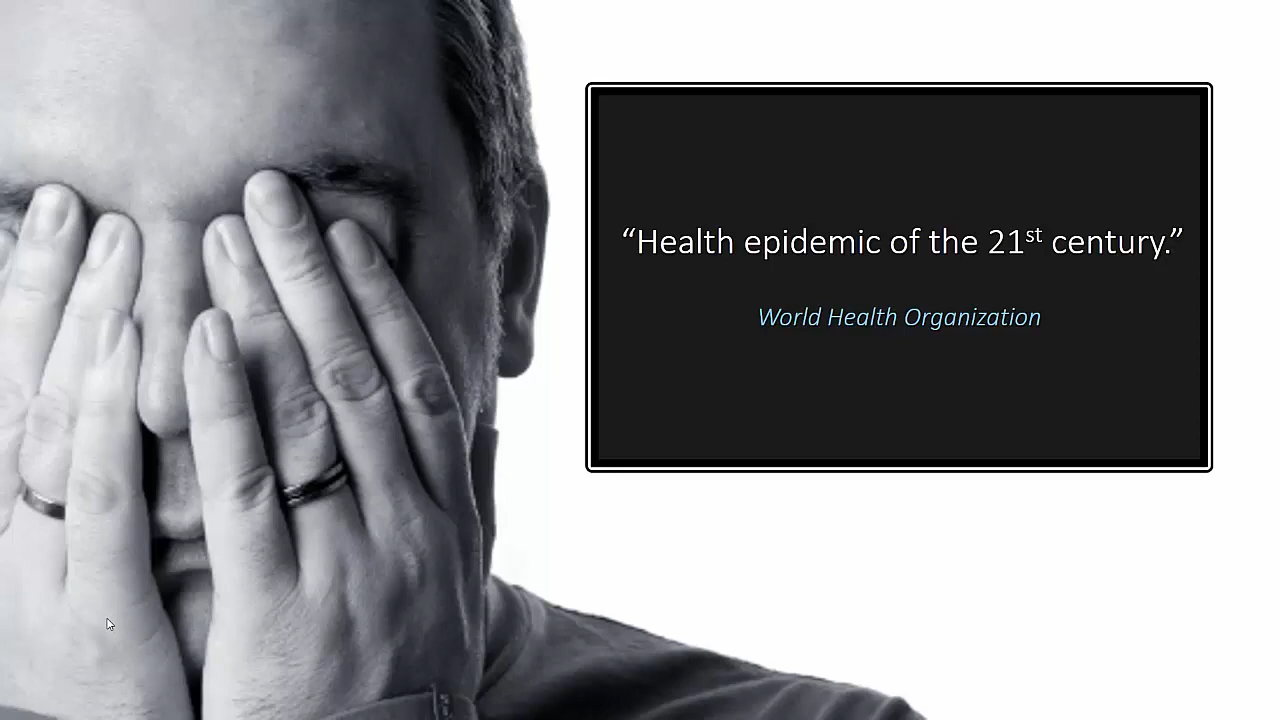 “Health epidemic of the 21st century.”
World Health Organization